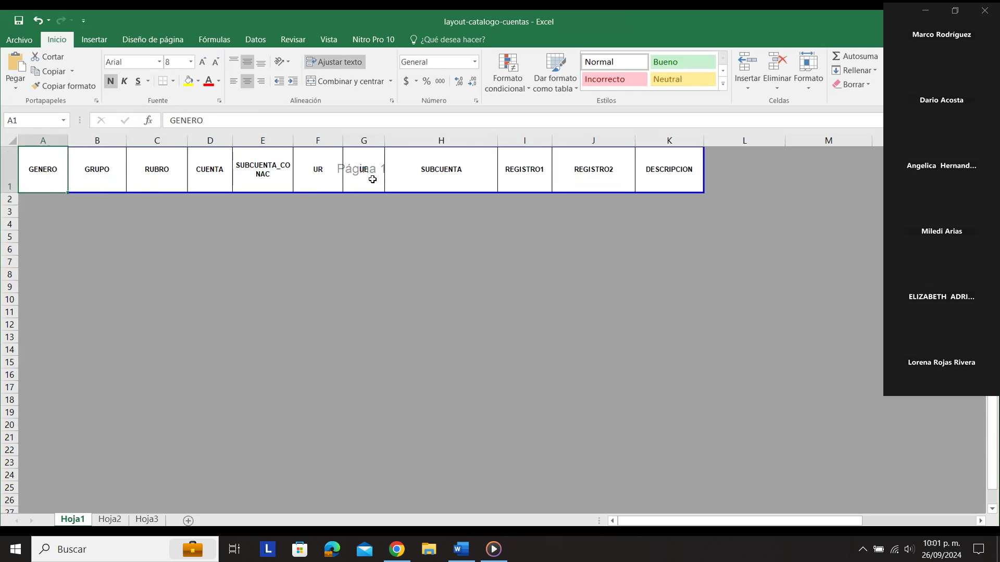 layout-catalogo-cuentas - Excel
Archivo Inicio Insertar Diseño de página Fórmulas Datos Revisar Vista Nitro Pro 10 ¿Qué desea hacer?
Pegar
Cortar
Copiar
Copiar formato
Portapapeles
Arial 8
N K S A
Fuente
Ajustar texto
Combinar y centrar
Alineación
General
$ % 000
Número
Formato condicional
Dar formato como tabla
Normal Bueno
Incorrecto Neutral
Estilos
Insertar Eliminar Formato
Celdas
Autosuma
Rellenar
Borrar
A1 fx GENERO
A B C D E F G H I J K L M
1 GENERO GRUPO RUBRO CUENTA SUBCUENTA_CO
NAC UR UE SUBCUENTA REGISTRO1 REGISTRO2 DESCRIPCION
Página 1
2
3
4
5
6
7
8
9
10
11
12
13
14
15
16
17
18
19
20
21
22
23
24
25
26
27
Hoja1 Hoja2 Hoja3
Marco Rodríguez
Dario Acosta
Angelica Hernand...
Miledi Arias
ELIZABETH ADRI...
Lorena Rojas Rivera
Buscar
L
W
10:01 p. m.
26/09/2024